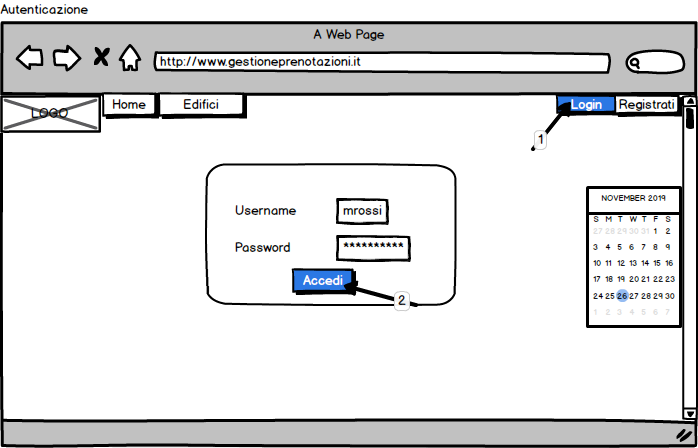 Autenticazione
A Web Page
http://www.gestioneprenotazioni.it
LOGO Home Edifici Login Registrati
1
NOVEMBER 2019
S M T W T F S
27 28 29 30 31 1 2
3 4 5 6 7 8 9
10 11 12 13 14 15 16
17 18 19 20 21 22 23
24 25 26 27 28 29 30
1 2 3 4 5 6 7
Username mrossi
Password **********
Accedi
2